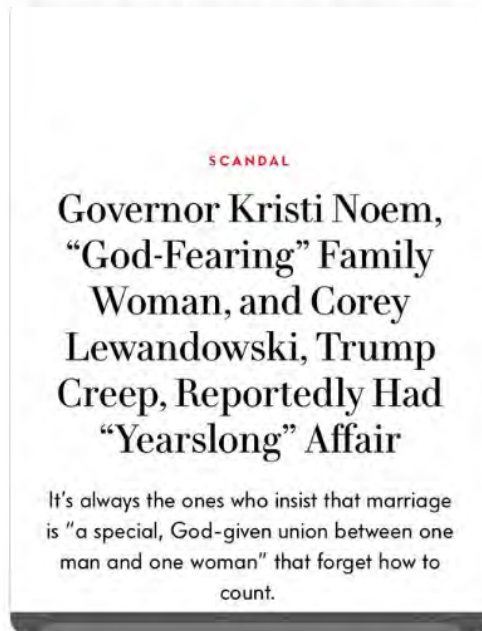 SCANDAL
Governor Kristi Noem,
“God-Fearing” Family
Woman, and Corey
Lewandowski, Trump
Creep, Reportedly Had
“Yearslong” Affair
It’s always the ones who insist that marriage
is “a special, God-given union between one
man and one woman” that forget how to
count.